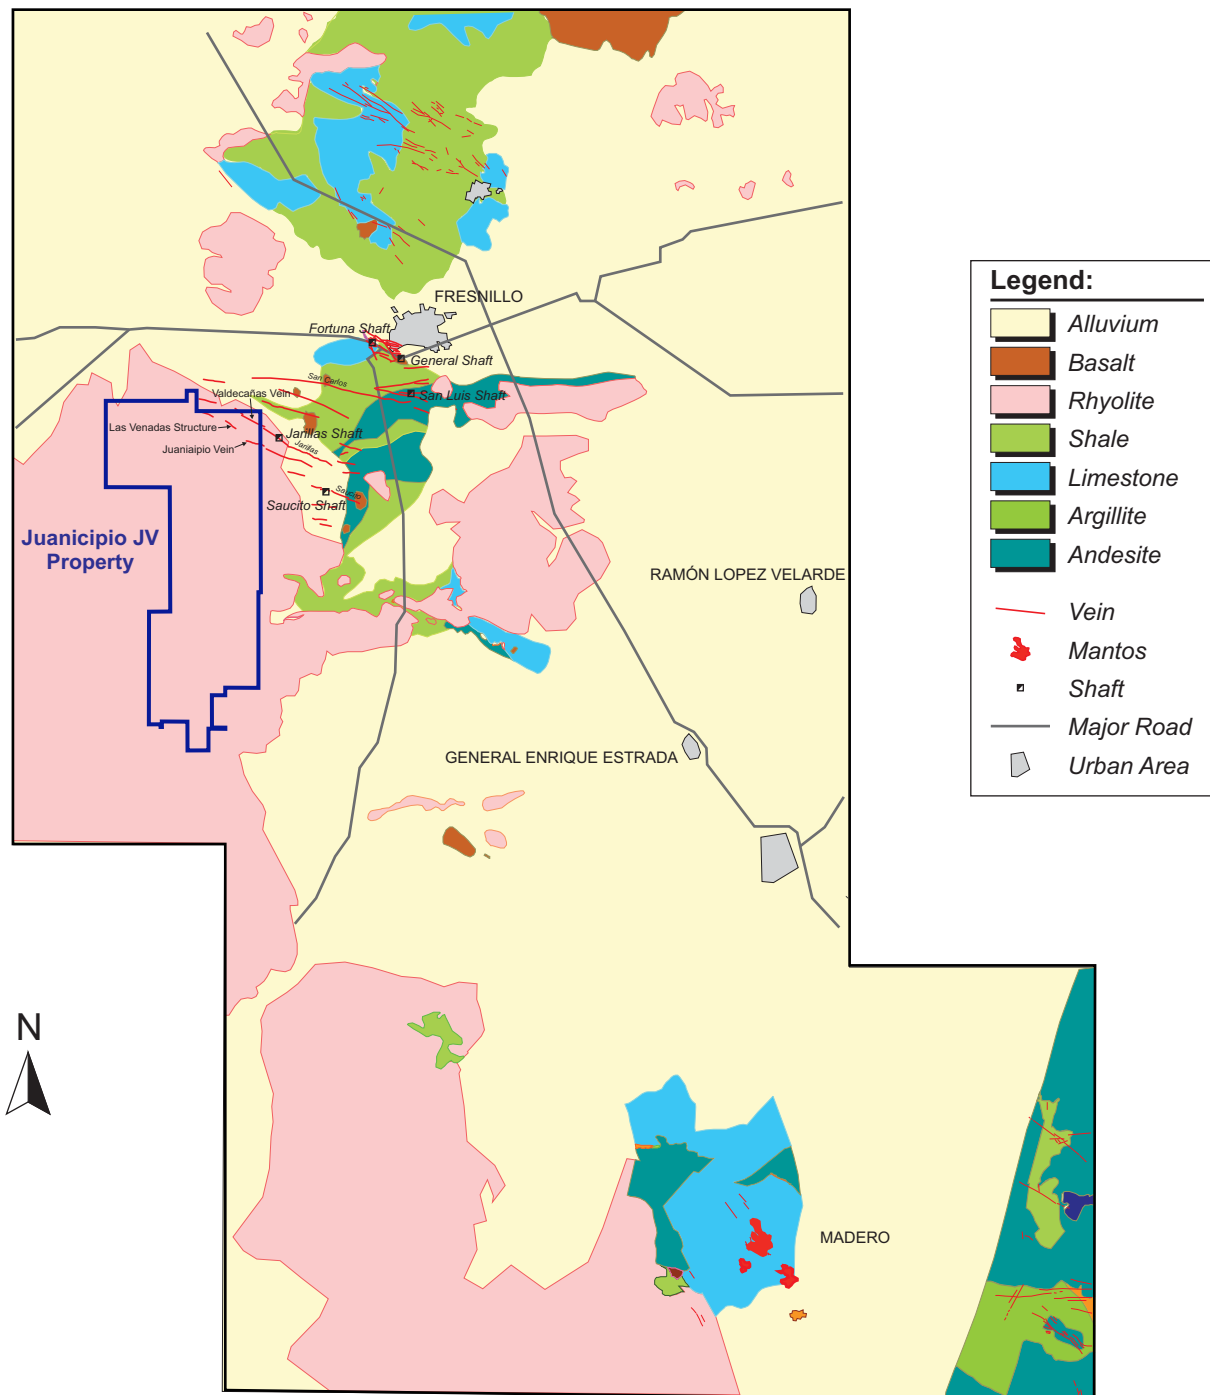 FRESNILLO
Fortuna Shaft
General Shaft
San Carlos
Valdecañas Vein
San Luis Shaft
Las Venadas Structure
Jarillas Shaft
Juaniaipio Vein
Jarillas
Saucito
Saucito Shaft
Juanicipio JV
Property
RAMÓN LOPEZ VELARDE
GENERAL ENRIQUE ESTRADA
MADERO
N
Legend:
Alluvium
Basalt
Rhyolite
Shale
Limestone
Argillite
Andesite
Vein
Mantos
Shaft
Major Road
Urban Area